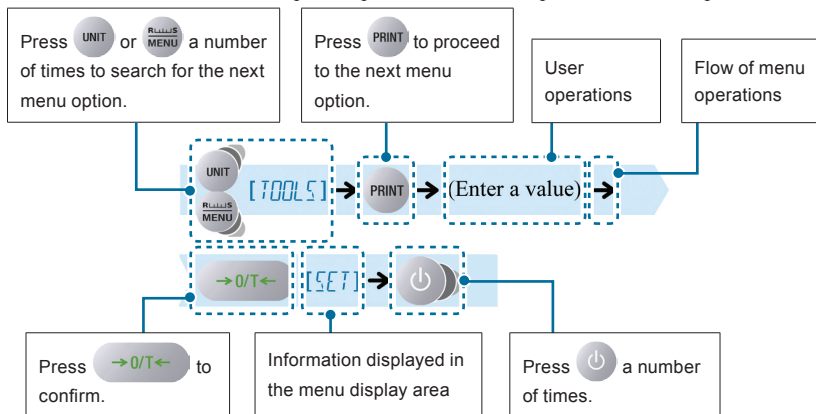 Press UNIT or MENU a number
of times to search for the next
menu option.
Press PRINT to proceed
to the next menu
option.
User
operations
Flow of menu
operations
UNIT
MENU
[TOOLS] → PRINT → (Enter a value) →
→0/T← [SET] →
Press →0/T← to
confirm.
Information displayed in
the menu display area
Press a number
of times.